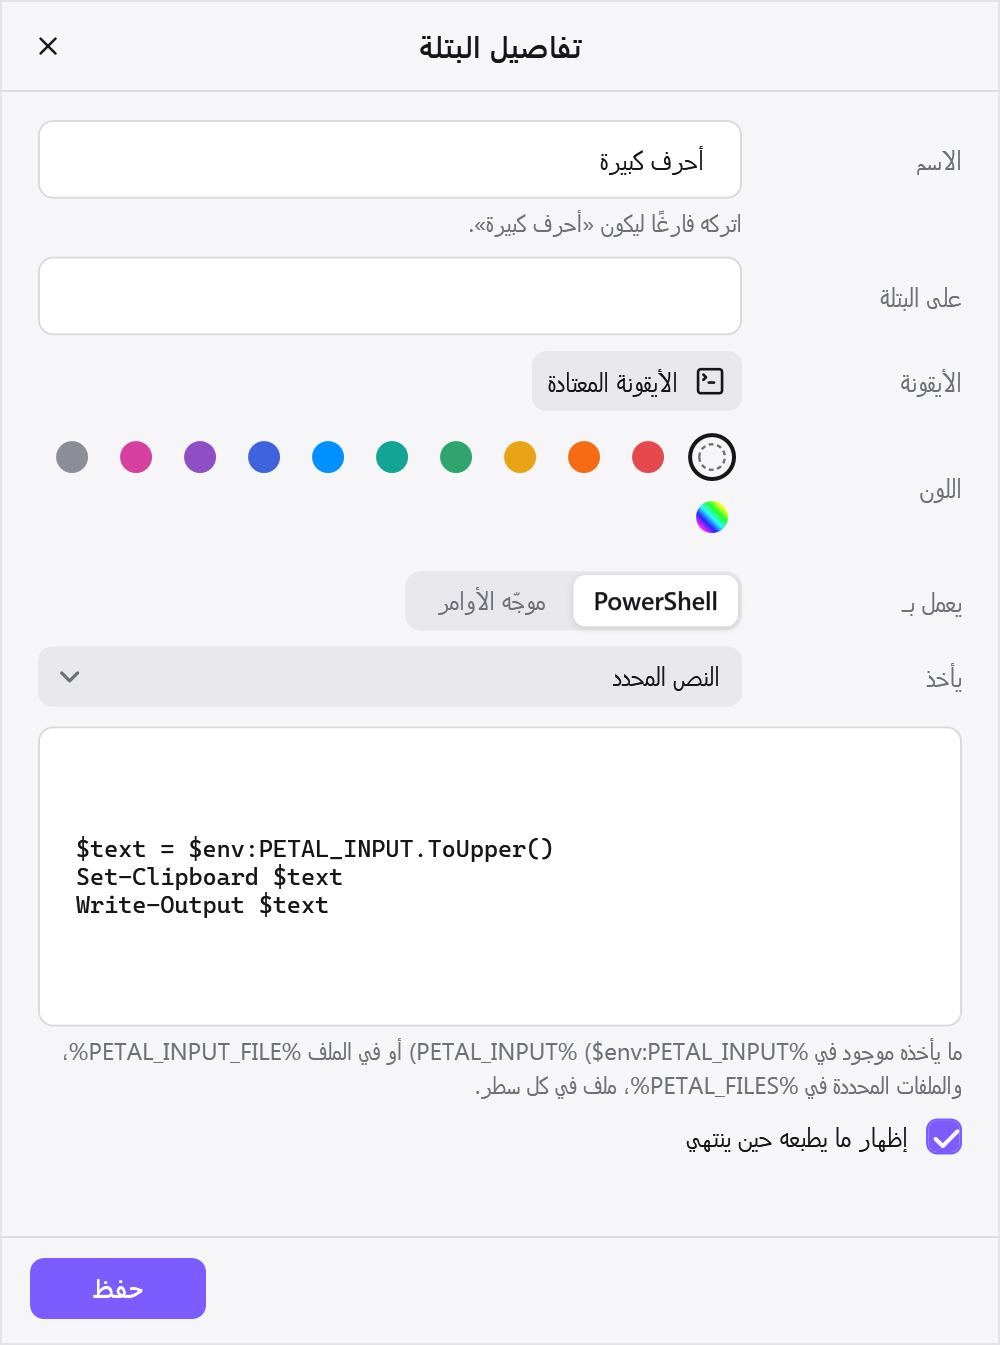 تفاصيل البتلة
الاسم
أحرف كبيرة
اتركه فارغًا ليكون «أحرف كبيرة».
على البتلة
الأيقونة
الأيقونة المعتادة
اللون
يعمل بـ
PowerShell
موجّه الأوامر
يأخذ
النص المحدد
$text = $env:PETAL_INPUT.ToUpper()
Set-Clipboard $text
Write-Output $text
ما يأخذه موجود في %PETAL_INPUT% ($env:PETAL_INPUT) أو في الملف %PETAL_INPUT_FILE%،
والملفات المحددة في %PETAL_FILES%، ملف في كل سطر.
إظهار ما يطبعه حين ينتهي
حفظ